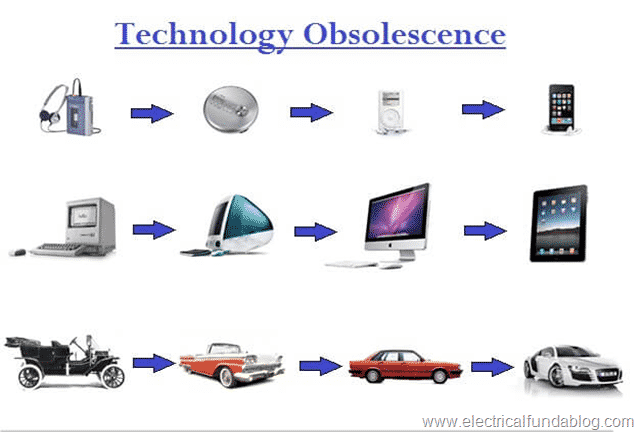 Technology Obsolescence
www.electricalfundablog.com